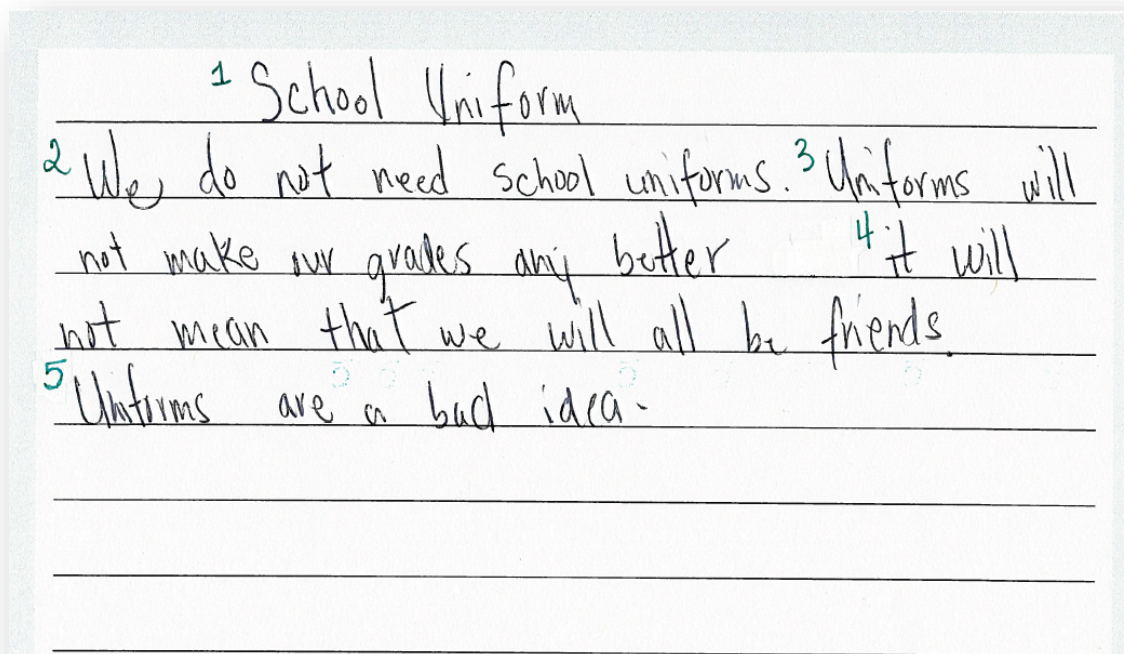 1 School Uniform
2 We do not need school uniforms. 3 Uniforms will
not make our grades any better 4 it will
not mean that we will all be friends.
5 Uniforms are a bad idea.